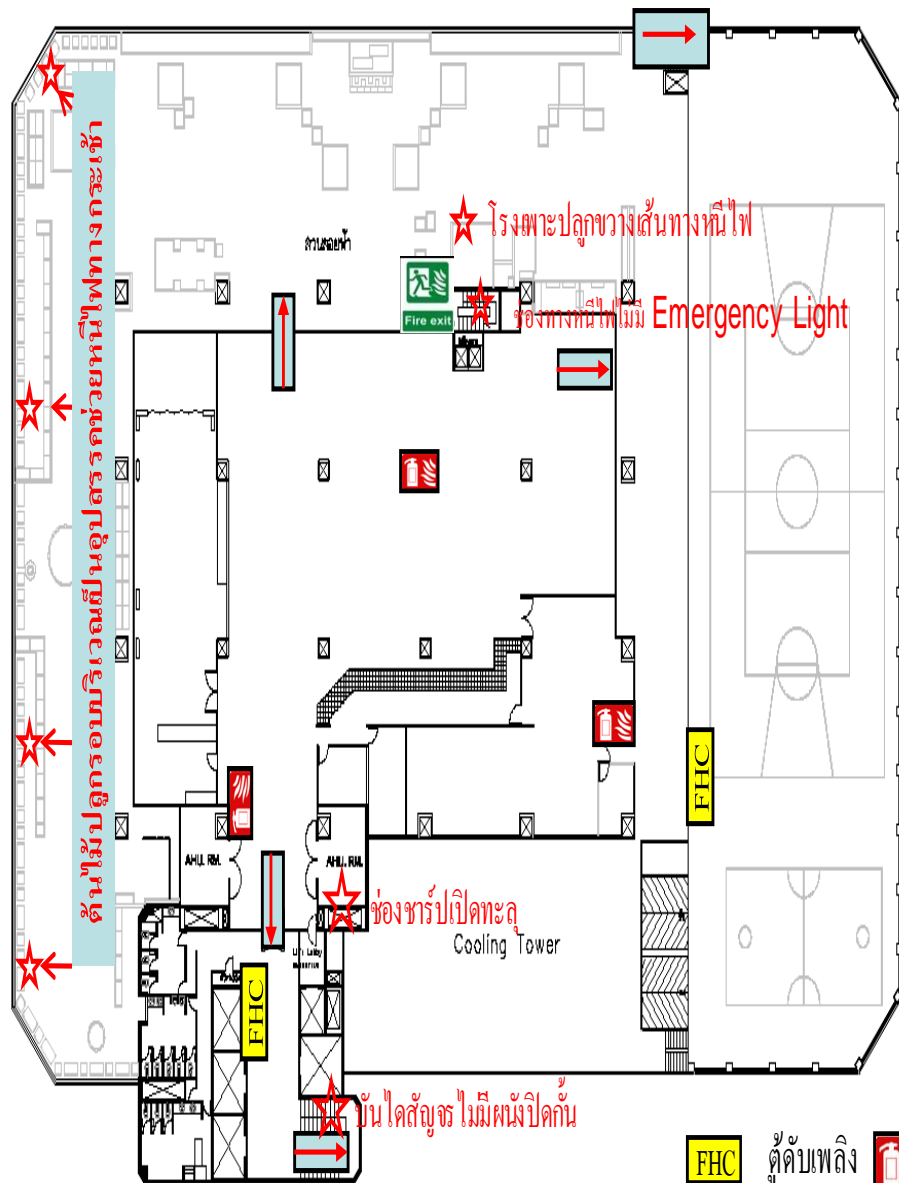 โรงเพาะปลูกขวางเส้นทางหนีไฟ
สวนลอยฟ้า
Fire exit
ช่องทางหนีไฟไม่มี Emergency Light
ต้นไม้ปลูกรอบบริเวณเป็นอุปสรรคต่อรถหนีไฟทางกระเช้า
FHC
AHU. RM.
AHU. RM.
ช่องชาร์ปเปิดทะลุ
Cooling Tower
FHC
บันไดสัญจร ไม่มีผนังปิดกั้น
FHC ตู้ดับเพลิง